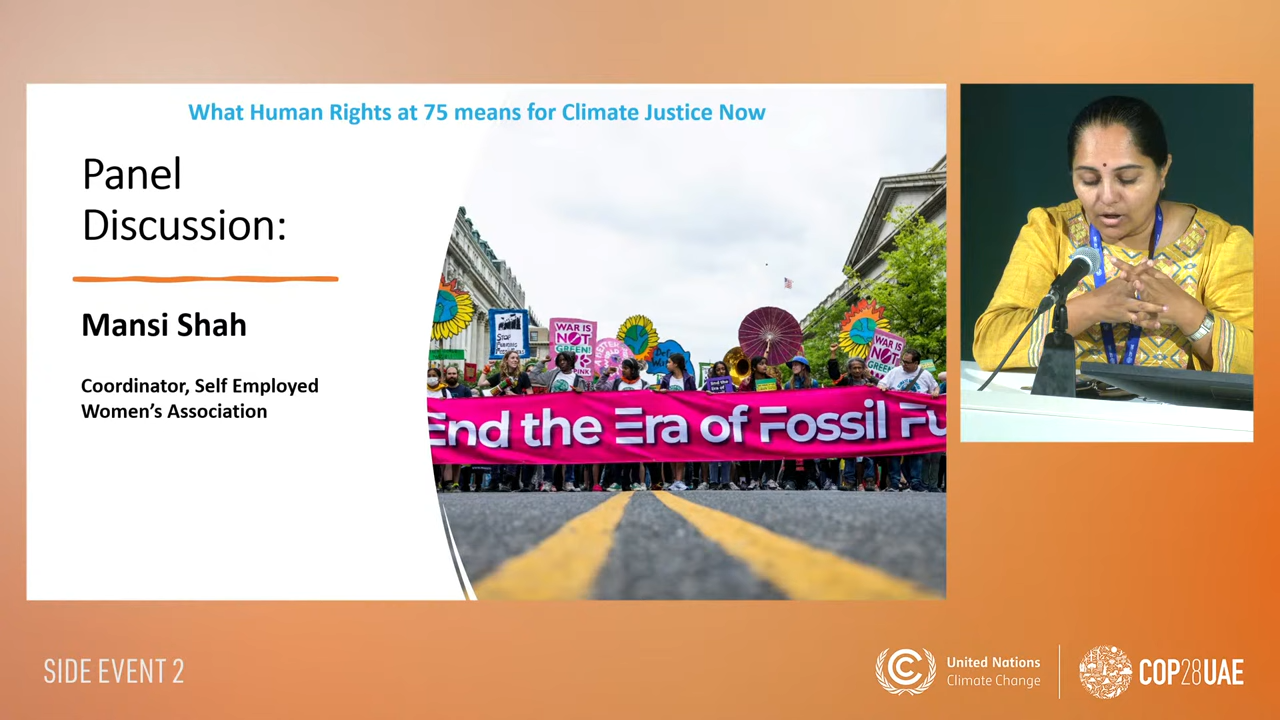 What Human Rights at 75 means for Climate Justice Now
Panel
Discussion:
Mansi Shah
Coordinator, Self Employed
Women's Association
WAR IS
NOT
GREEN!
WAR IS
NOT
End the Era of Fossil Fu
SIDE EVENT 2
United Nations
Climate Change
COP28UAE